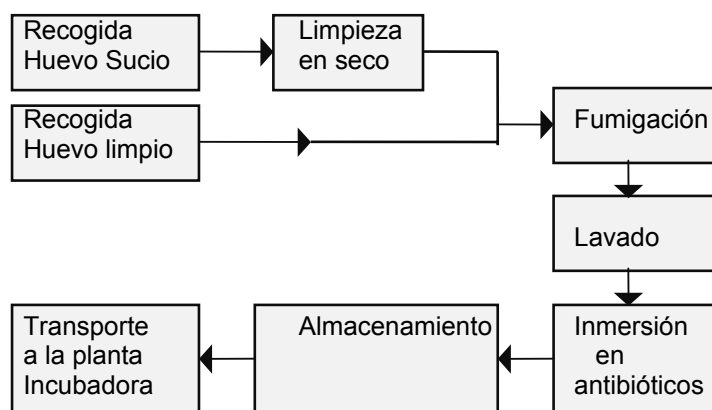 Recogida
Huevo Sucio
Limpieza
en seco
Recogida
Huevo limpio
Fumigación
Lavado
Inmersión
en
antibióticos
Almacenamiento
Transporte
a la planta
Incubadora